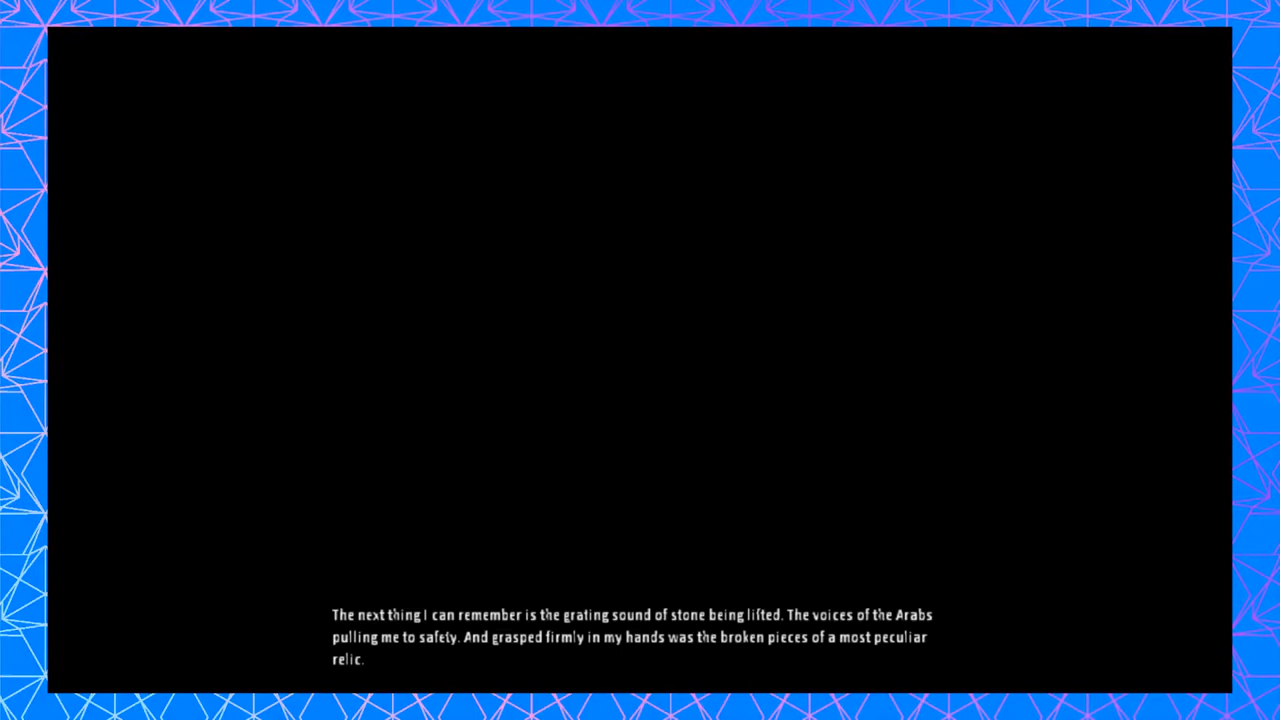 The next thing I can remember is the grating sound of stone being lifted. The voices of the Arabs
pulling me to safety. And grasped firmly in my hands was the broken pieces of a most peculiar
relic.